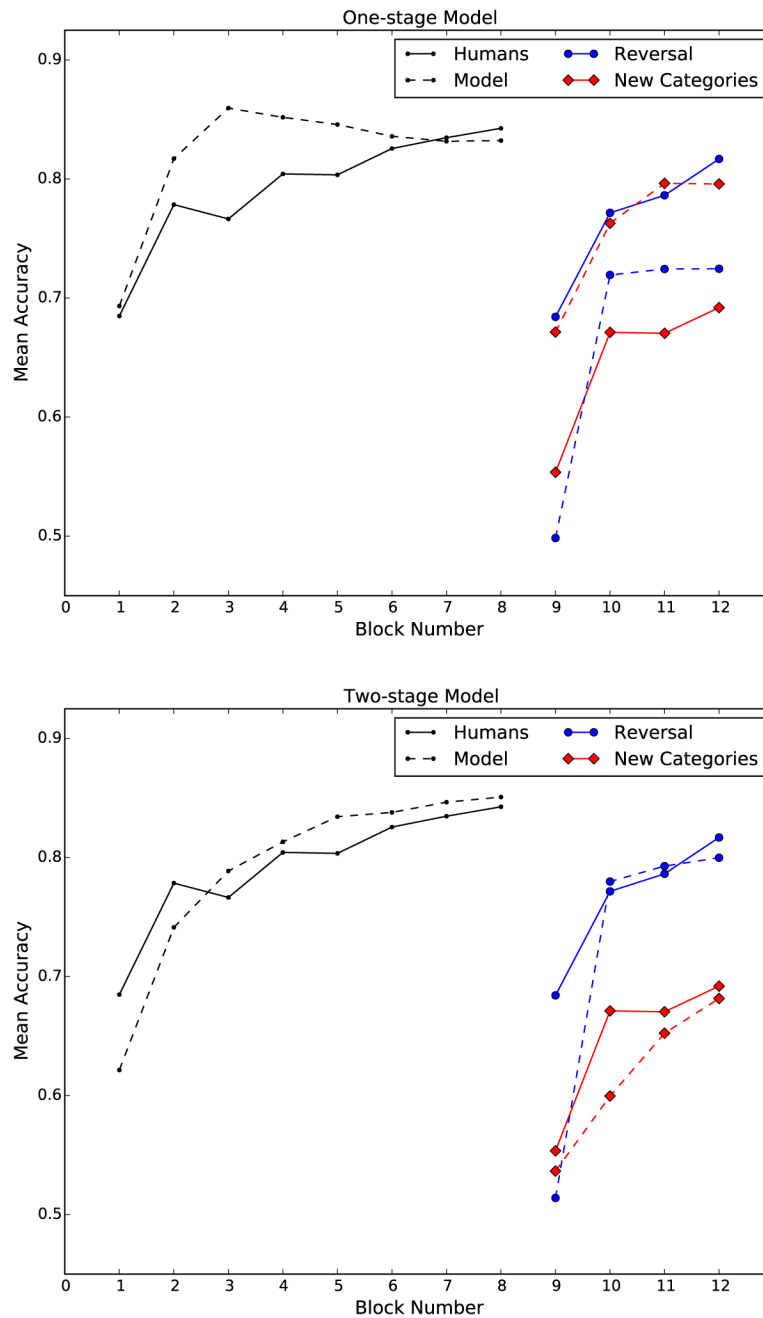 One-stage Model
Humans
Reversal
Model
New Categories
0.9
0.8
0.7
0.6
0.5
Mean Accuracy
0 1 2 3 4 5 6 7 8 9 10 11 12
Block Number
Two-stage Model
Humans
Reversal
Model
New Categories
0.9
0.8
0.7
0.6
0.5
Mean Accuracy
0 1 2 3 4 5 6 7 8 9 10 11 12
Block Number